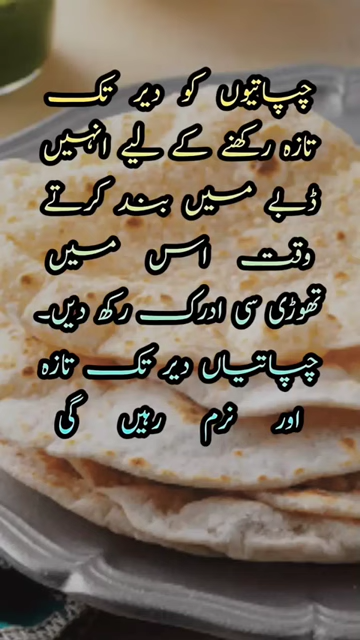 چپاتیوں کو دیر تک
تازہ رکھنے کے لیے انہیں
ڈبے میں بند کرتے
وقت اس میں
تھوڑی سی ادرک رکھ دیں۔
چپاتیاں دیر تک تازہ
اور نرم رہیں گی